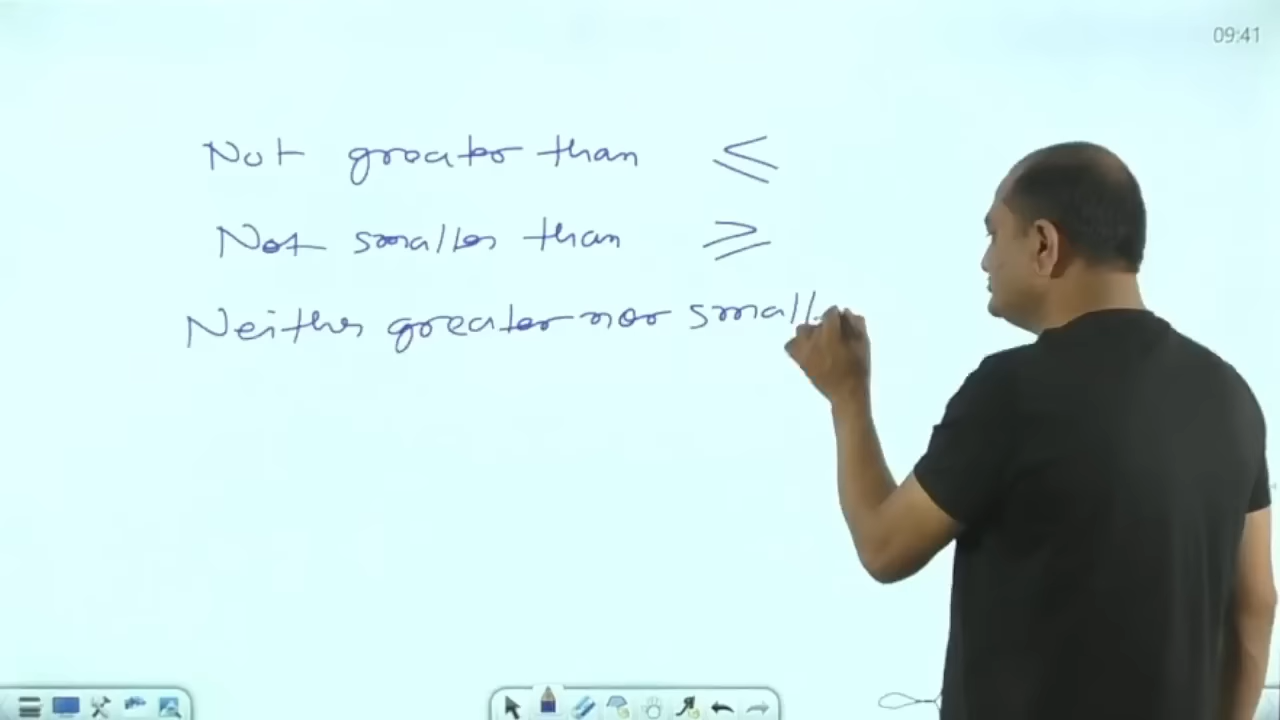 09:41
Not greater than ≤
Not smaller than ≥
Neither greater nor small